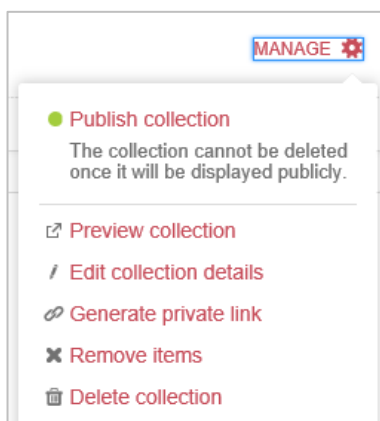 MANAGE
Publish collection
The collection cannot be deleted
once it will be displayed publicly.
Preview collection
Edit collection details
Generate private link
Remove items
Delete collection